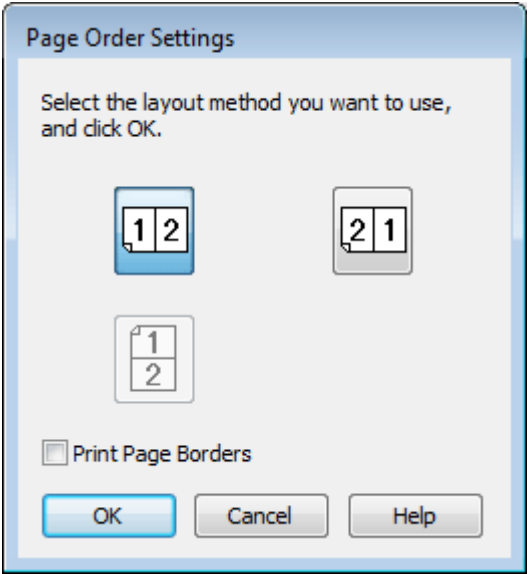 Page Order Settings
Select the layout method you want to use,
and click OK.
1 2
2 1
1
2
Print Page Borders
OK Cancel Help